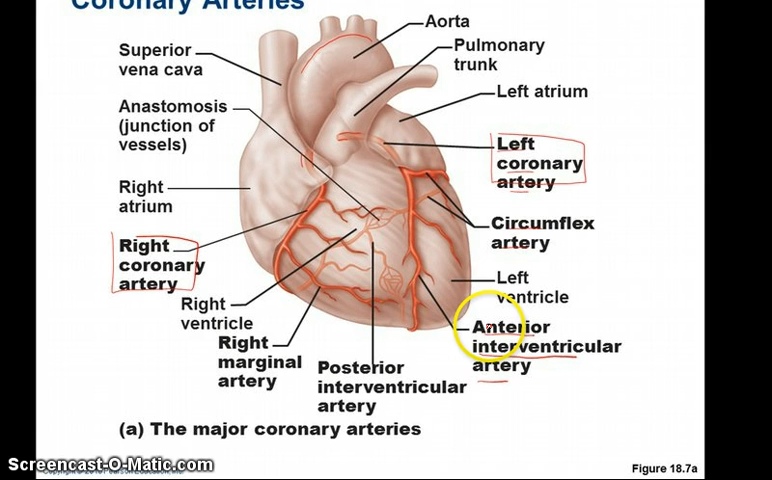 Coronary Arteries
Aorta
Superior
vena cava
Pulmonary
trunk
Anastomosis
(junction of
vessels)
Left atrium
Left
coronary
artery
Right
atrium
Circumflex
artery
Right
coronary
artery
Left
ventricle
Right
ventricle
Anterior
interventricular
artery
Right
marginal
artery
Posterior
interventricular
artery
(a) The major coronary arteries
Screencast-O-Matic.com
Figure 18.7a